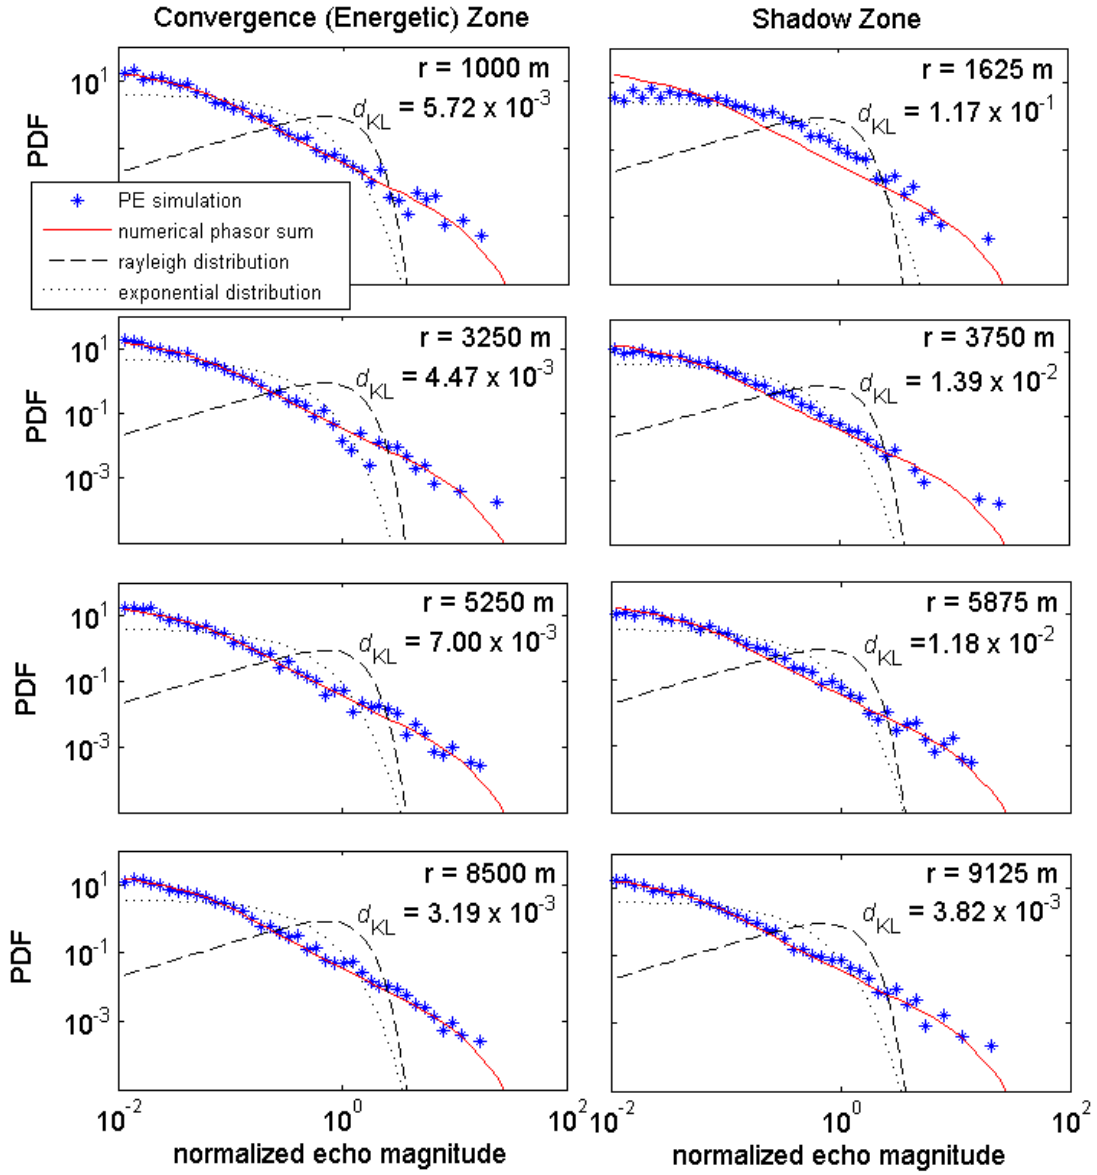 Convergence (Energetic) Zone
Shadow Zone
r = 1000 m
d_KL = 5.72 x 10^-3
r = 1625 m
d_KL = 1.17 x 10^-1
10^1
PDF
PE simulation
numerical phasor sum
rayleigh distribution
exponential distribution
r = 3250 m
d_KL = 4.47 x 10^-3
r = 3750 m
d_KL = 1.39 x 10^-2
10^1
10^-1
10^-3
PDF
r = 5250 m
d_KL = 7.00 x 10^-3
r = 5875 m
d_KL =1.18 x 10^-2
10^1
10^-1
10^-3
PDF
r = 8500 m
d_KL = 3.19 x 10^-3
r = 9125 m
d_KL = 3.82 x 10^-3
10^1
10^-1
10^-3
PDF
10^-2 10^0 10^2
10^-2 10^0 10^2
normalized echo magnitude
normalized echo magnitude